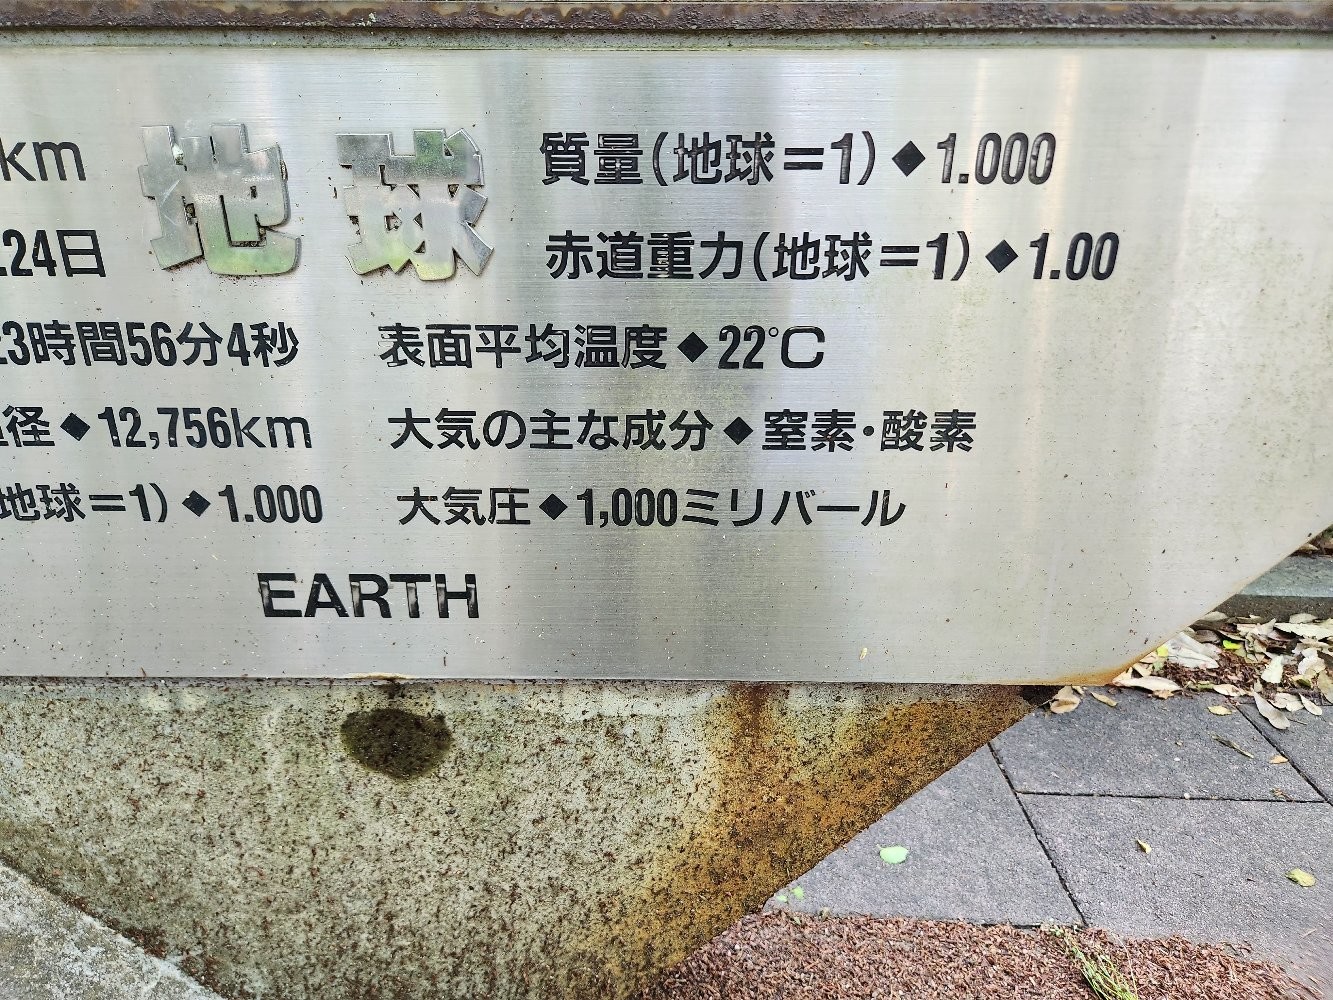 km 地球 質量(地球=1)◆1.000
.24日 赤道重力(地球=1)◆1.00
23時間56分4秒 表面平均温度◆22℃
径◆12,756km 大気の主な成分◆窒素・酸素
地球=1)◆1.000 大気圧◆1,000ミリバール
EARTH